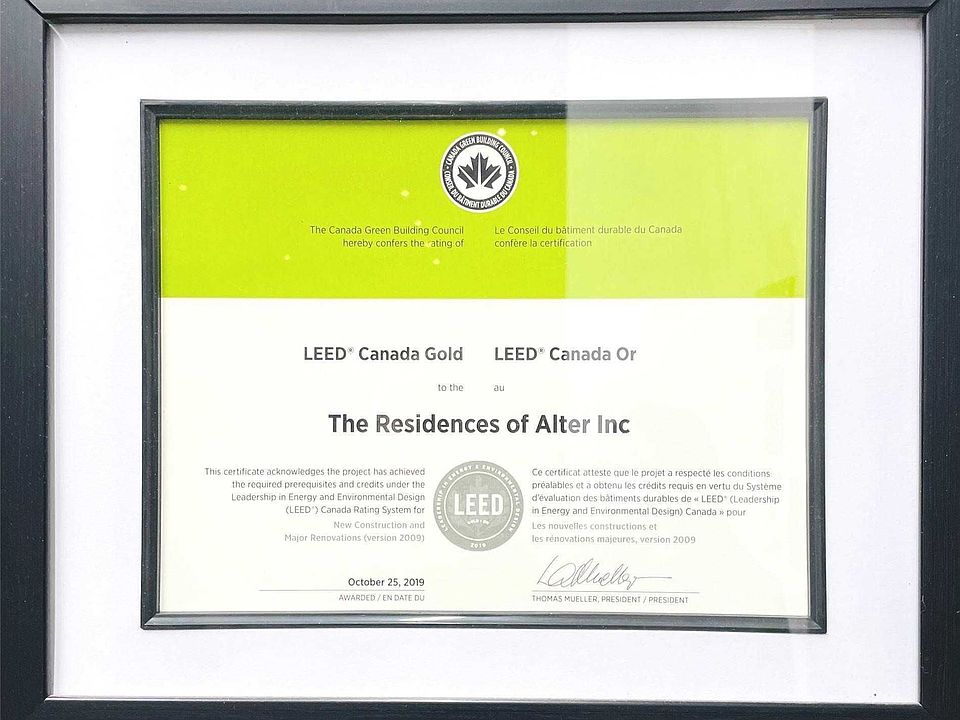 CANADA GREEN BUILDING COUNCIL
CONSEIL DU BÂTIMENT DURABLE DU CANADA
The Canada Green Building Council
hereby confers the rating of
Le Conseil du bâtiment durable du Canada
confère la certification
LEED® Canada Gold
LEED® Canada Or
to the
au
The Residences of Alter Inc
This certificate acknowledges the project has achieved
the required prerequisites and credits under the
Leadership in Energy and Environmental Design
(LEED®) Canada Rating System for
New Construction and
Major Renovations (version 2009)
LEADERSHIP IN ENERGY & ENVIRONMENTAL DESIGN
LEED
2019
Ce certificat atteste que le projet a respecté les conditions
préalables et a obtenu les crédits requis en vertu du Système
d'évaluation des bâtiments durables de « LEED® (Leadership
in Energy and Environmental Design) Canada » pour
Les nouvelles constructions et
les rénovations majeures, version 2009
October 25, 2019
AWARDED / EN DATE DU
THOMAS MUELLER, PRESIDENT / PRÉSIDENT